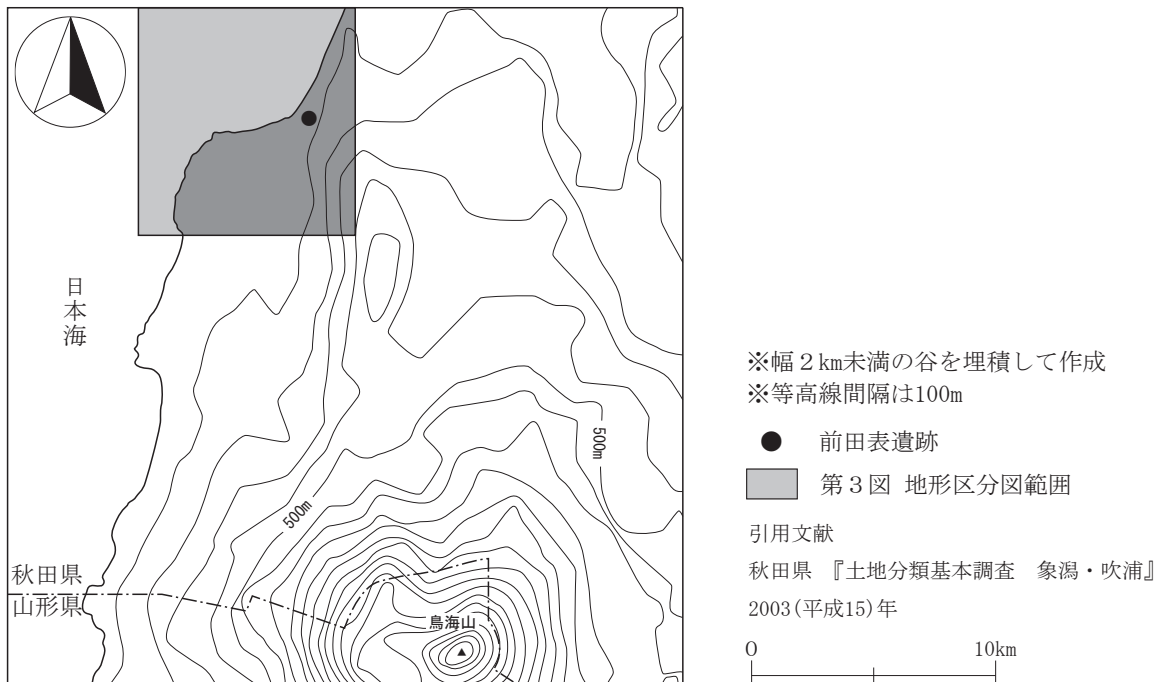 日本海
秋田県
山形県
500m
500m
鳥海山
※幅2km未満の谷を埋積して作成
※等高線間隔は100m
前田表遺跡
第3図 地形区分図範囲
引用文献
秋田県 『土地分類基本調査 象潟・吹浦』
2003(平成15)年
0 10km